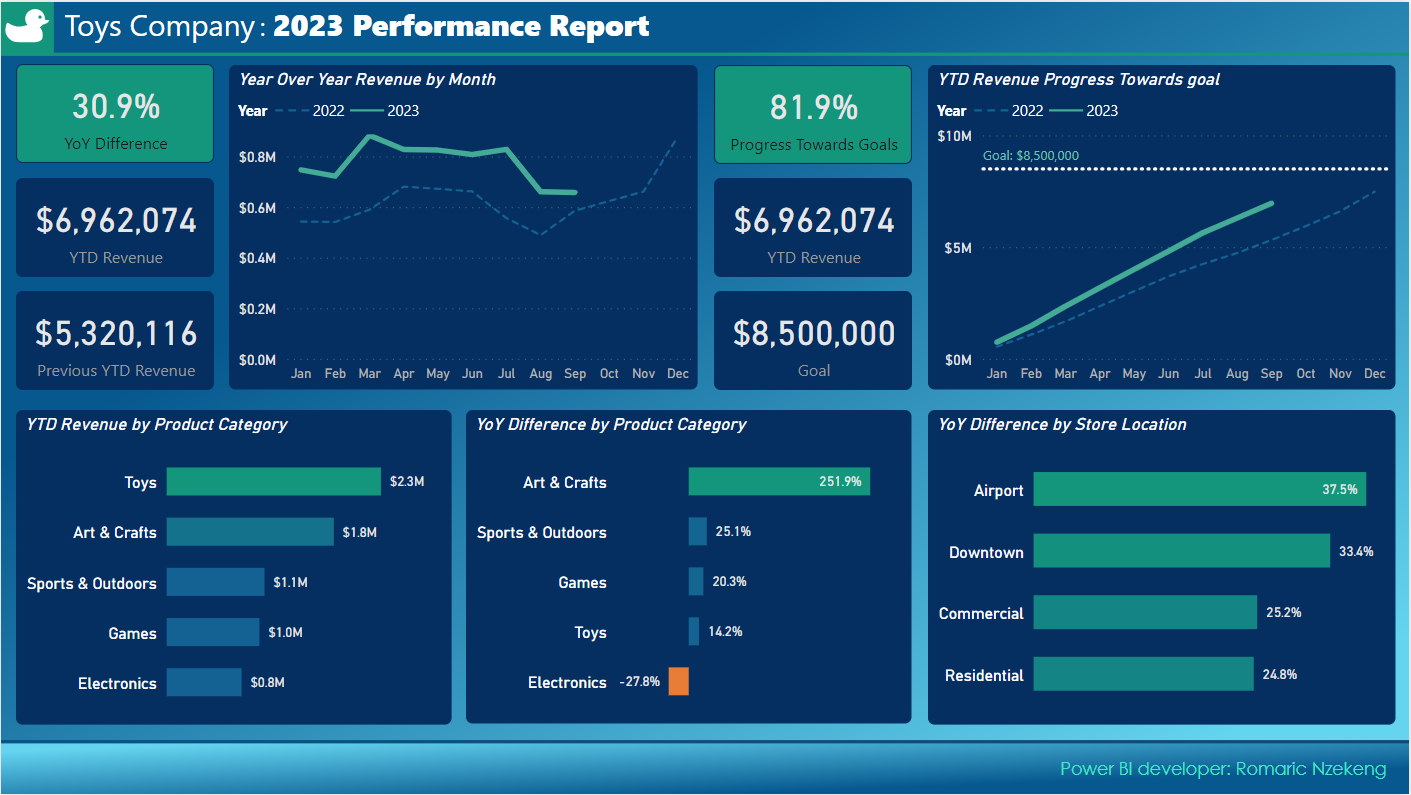 Toys Company : 2023 Performance Report
30.9%
YoY Difference
$6,962,074
YTD Revenue
$5,320,116
Previous YTD Revenue
Year Over Year Revenue by Month
Year 2022 2023
$0.8M
$0.6M
$0.4M
$0.2M
$0.0M
Jan Feb Mar Apr May Jun Jul Aug Sep Oct Nov Dec
81.9%
Progress Towards Goals
$6,962,074
YTD Revenue
$8,500,000
Goal
YTD Revenue Progress Towards goal
Year 2022 2023
$10M
Goal: $8,500,000
$5M
$0M
Jan Feb Mar Apr May Jun Jul Aug Sep Oct Nov Dec
YTD Revenue by Product Category
Toys $2.3M
Art & Crafts $1.8M
Sports & Outdoors $1.1M
Games $1.0M
Electronics $0.8M
YoY Difference by Product Category
Art & Crafts 251.9%
Sports & Outdoors 25.1%
Games 20.3%
Toys 14.2%
Electronics -27.8%
YoY Difference by Store Location
Airport 37.5%
Downtown 33.4%
Commercial 25.2%
Residential 24.8%
Power BI developer: Romaric Nzekeng